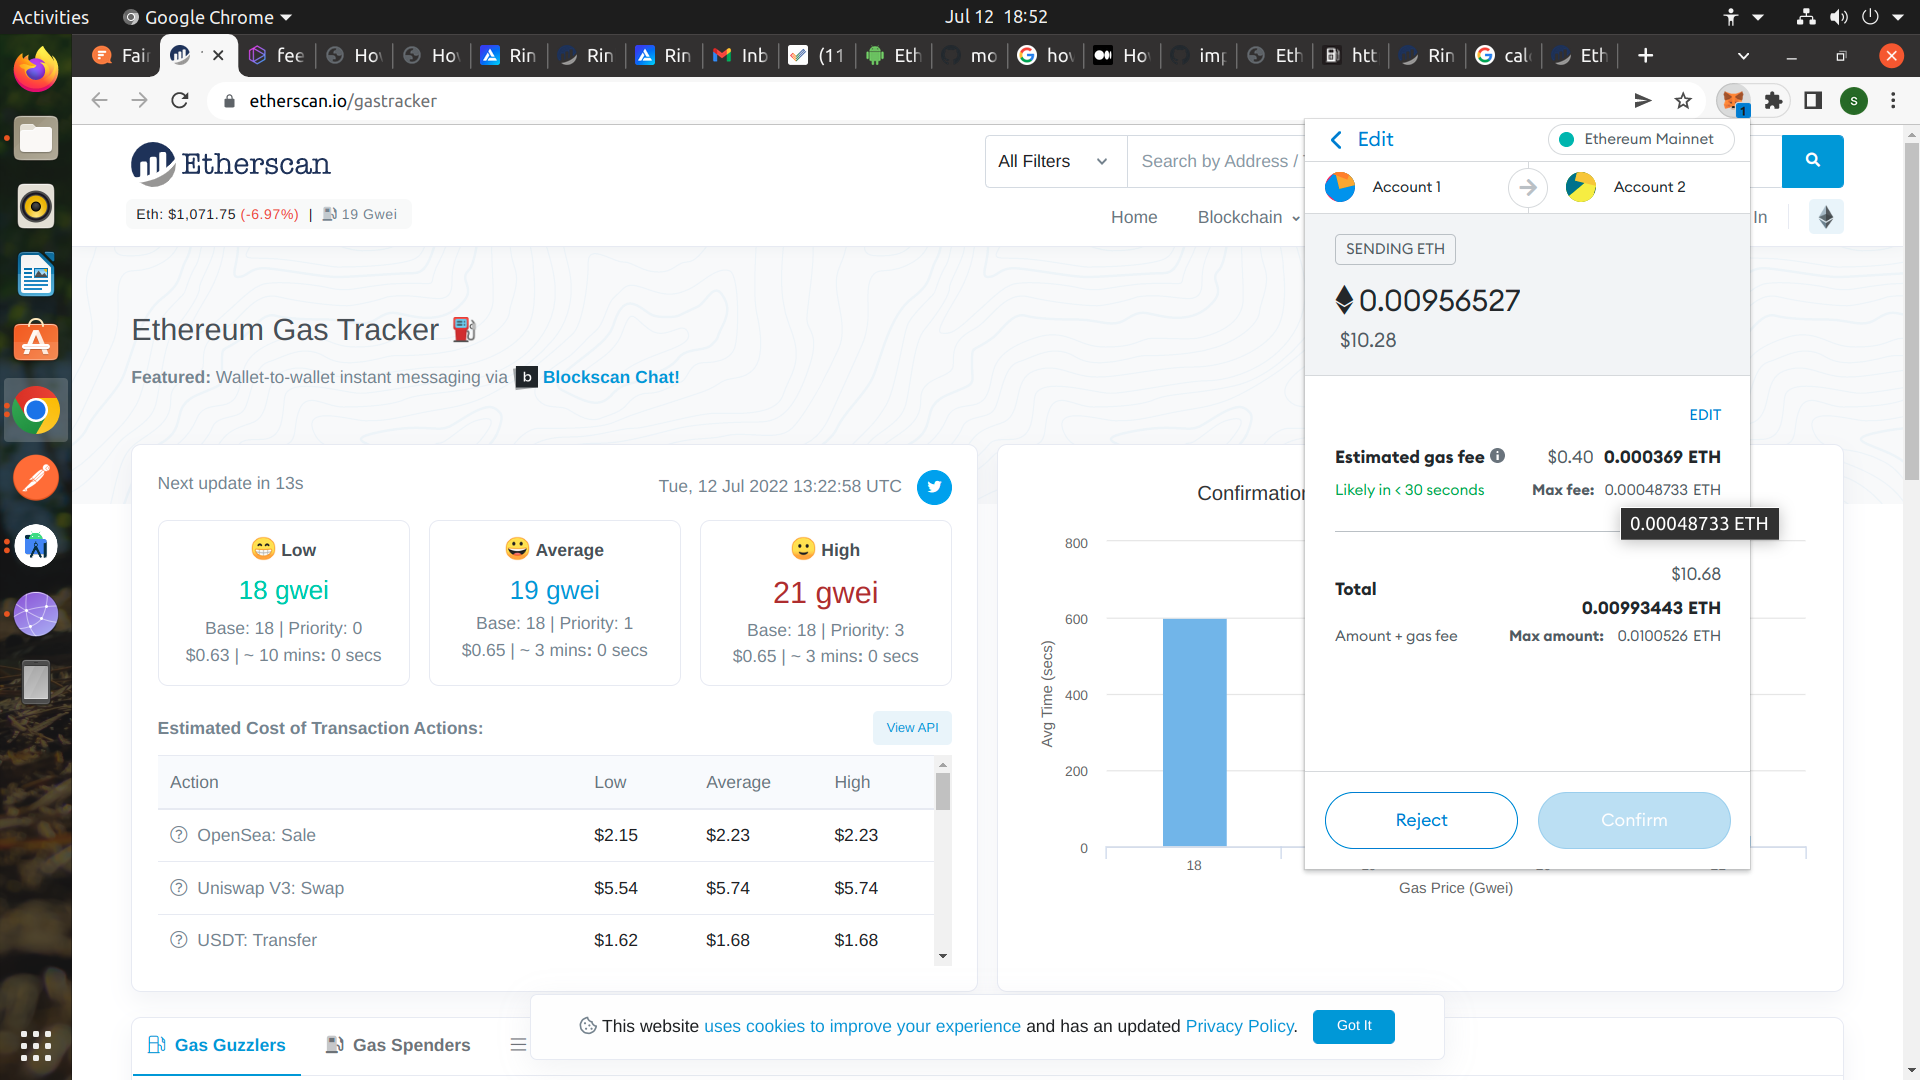 Activities
Google Chrome
Jul 12 18:52
Fair
fee
Hov
Hov
Rin
Rin
Rin
Inb
(11
Eth
mo
hov
Hov
imp
Eth
htt
Rin
cal
Eth
etherscan.io/gastracker
1
S
Etherscan
All Filters
Search by Address /
Eth: $1,071.75 (-6.97%) | 19 Gwei
Home
Blockchain
In
Ethereum Gas Tracker
Featured: Wallet-to-wallet instant messaging via b Blockscan Chat!
Next update in 13s
Tue, 12 Jul 2022 13:22:58 UTC
Low
18 gwei
Base: 18 | Priority: 0
$0.63 | ~ 10 mins: 0 secs
Average
19 gwei
Base: 18 | Priority: 1
$0.65 | ~ 3 mins: 0 secs
High
21 gwei
Base: 18 | Priority: 3
$0.65 | ~ 3 mins: 0 secs
Estimated Cost of Transaction Actions:
View API
Action Low Average High
OpenSea: Sale $2.15 $2.23 $2.23
Uniswap V3: Swap $5.54 $5.74 $5.74
USDT: Transfer $1.62 $1.68 $1.68
Confirmation
800
600
400
200
0
Avg Time (secs)
18
Gas Price (Gwei)
Edit
Ethereum Mainnet
Account 1
Account 2
SENDING ETH
0.00956527
$10.28
EDIT
Estimated gas fee $0.40 0.000369 ETH
Likely in < 30 seconds Max fee: 0.00048733 ETH
0.00048733 ETH
$10.68
Total
0.00993443 ETH
Amount + gas fee Max amount: 0.0100526 ETH
Reject
Confirm
This website uses cookies to improve your experience and has an updated Privacy Policy.
Got It
Gas Guzzlers
Gas Spenders